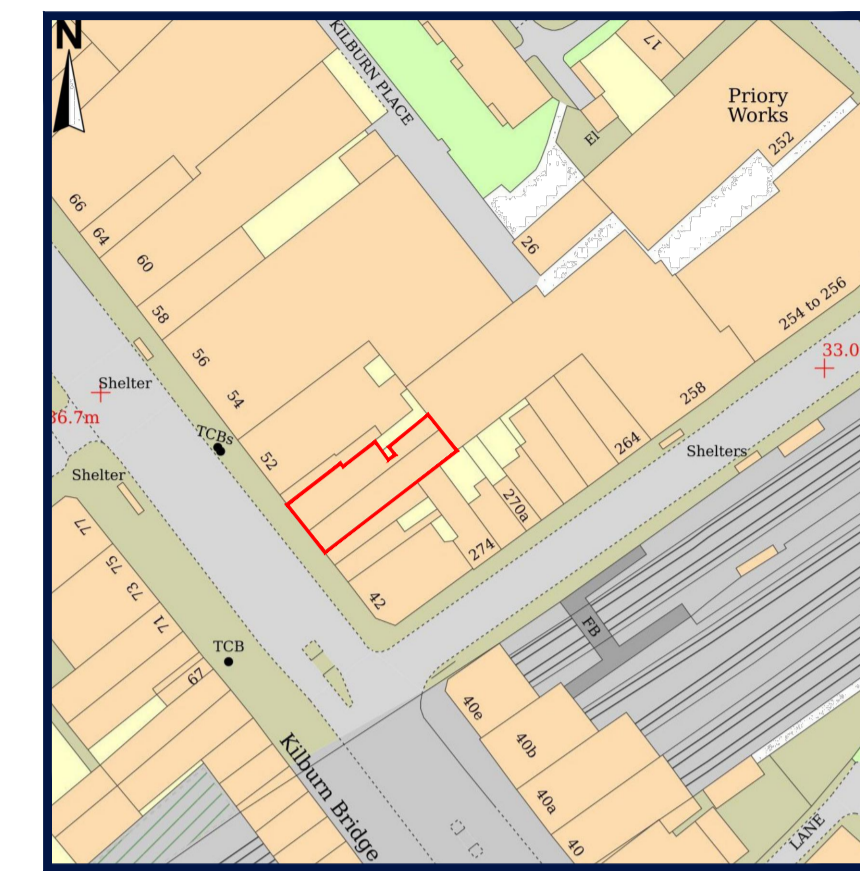 N
KILBURN PLACE
17
Priory
Works
252
El
26
66
64
60
58
56
54
52
254 to 256
33.0
Shelter
36.7m
TCBs
258
264
Shelters
Shelter
270a
274
77
75
73
71
42
TCB
67
FB
Kilburn Bridge
40e
40b
40a
40
LANE